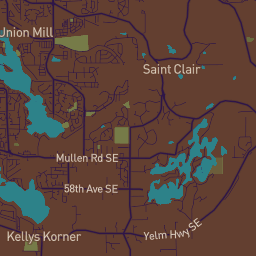 Union Mill
Saint Clair
Mullen Rd SE
58th Ave SE
Kellys Korner
Yelm Hwy SE